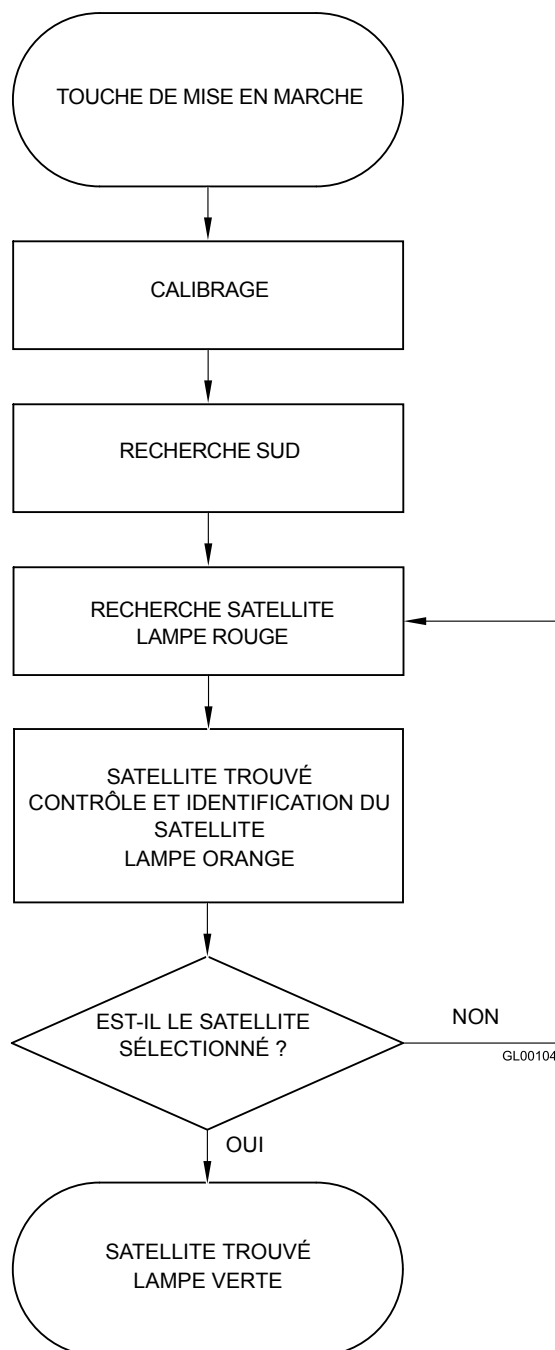 TOUCHE DE MISE EN MARCHE
CALIBRAGE
RECHERCHE SUD
RECHERCHE SATELLITE
LAMPE ROUGE
SATELLITE TROUVÉ
CONTRÔLE ET IDENTIFICATION DU
SATELLITE
LAMPE ORANGE
EST-IL LE SATELLITE
SÉLECTIONNÉ ?
NON
GL00104
OUI
SATELLITE TROUVÉ
LAMPE VERTE